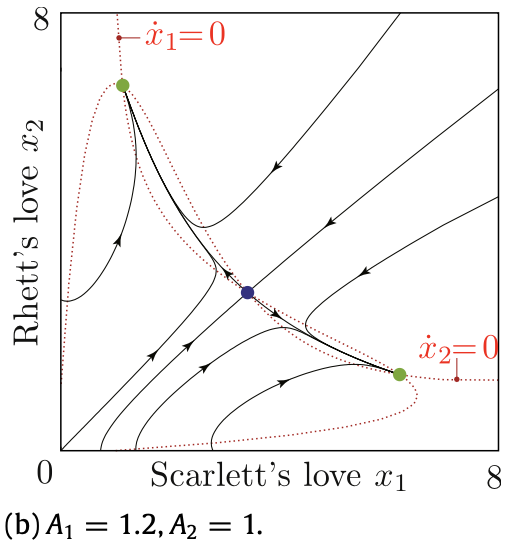 8
ẋ₁=0
Rhett's love x₂
ẋ₂=0
0
Scarlett's love x₁
8
(b) A₁ = 1.2, A₂ = 1.